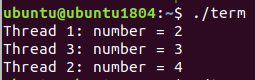 ubuntu@ubuntu1804:~$ ./term
Thread 1: number = 2
Thread 3: number = 3
Thread 2: number = 4